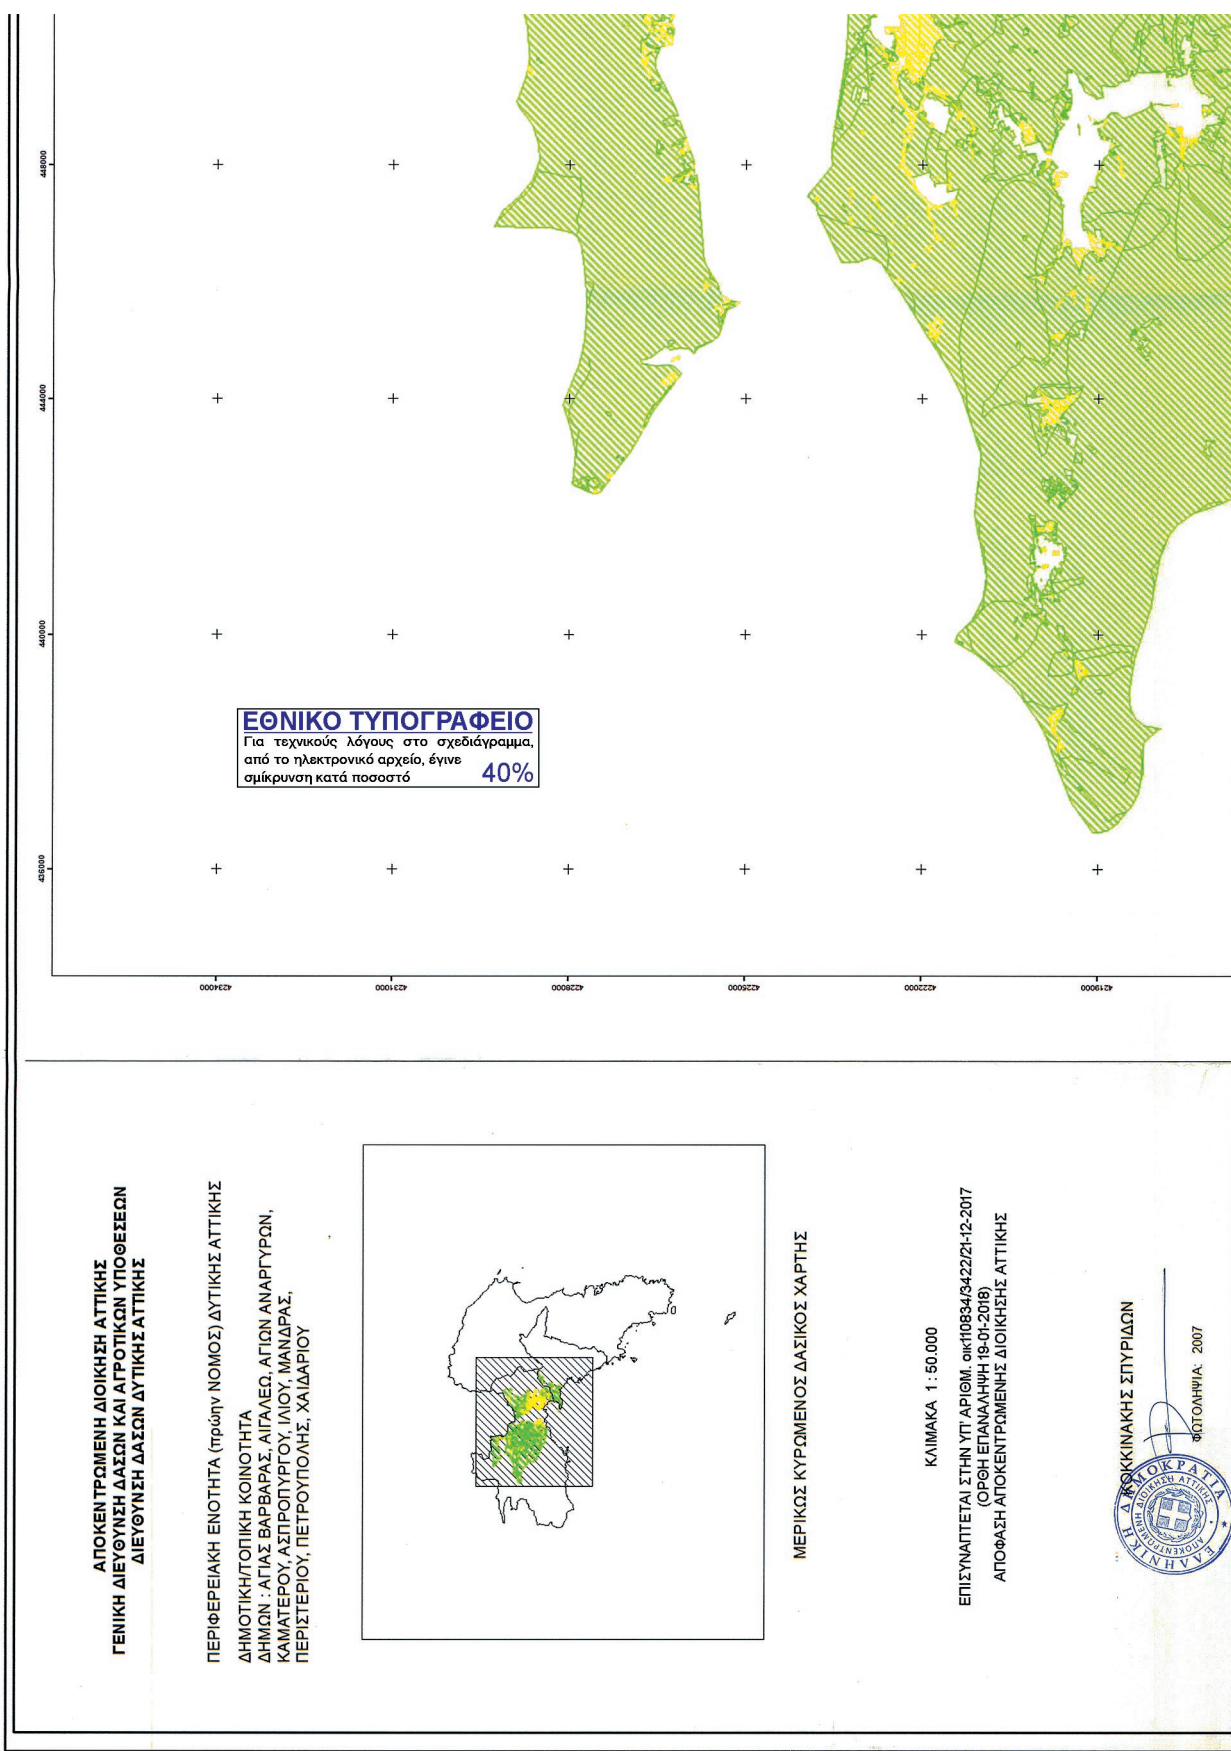 ΑΠΟΚΕΝΤΡΩΜΕΝΗ ΔΙΟΙΚΗΣΗ ΑΤΤΙΚΗΣ
ΓΕΝΙΚΗ ΔΙΕΥΘΥΝΣΗ ΔΑΣΩΝ ΚΑΙ ΑΓΡΟΤΙΚΩΝ ΥΠΟΘΕΣΕΩΝ
ΔΙΕΥΘΥΝΣΗ ΔΑΣΩΝ ΔΥΤΙΚΗΣ ΑΤΤΙΚΗΣ
ΠΕΡΙΦΕΡΕΙΑΚΗ ΕΝΟΤΗΤΑ (πρώην ΝΟΜΟΣ) ΔΥΤΙΚΗΣ ΑΤΤΙΚΗΣ
ΔΗΜΟΤΙΚΗ/ΤΟΠΙΚΗ ΚΟΙΝΟΤΗΤΑ
ΔΗΜΩΝ : ΑΓΙΑΣ ΒΑΡΒΑΡΑΣ, ΑΙΓΑΛΕΩ, ΑΓΙΩΝ ΑΝΑΡΓΥΡΩΝ,
ΚΑΜΑΤΕΡΟΥ, ΑΣΠΡΟΠΥΡΓΟΥ, ΙΛΙΟΥ, ΜΑΝΔΡΑΣ,
ΠΕΡΙΣΤΕΡΙΟΥ, ΠΕΤΡΟΥΠΟΛΗΣ, ΧΑΙΔΑΡΙΟΥ
ΜΕΡΙΚΩΣ ΚΥΡΩΜΕΝΟΣ ΔΑΣΙΚΟΣ ΧΑΡΤΗΣ
ΚΛΙΜΑΚΑ 1 : 50.000
ΕΠΙΣΥΝΑΠΤΕΤΑΙ ΣΤΗΝ ΥΠ' ΑΡΙΘΜ. οικ110834/3422/21-12-2017
(ΟΡΘΗ ΕΠΑΝΑΛΗΨΗ 19-01-2018)
ΑΠΟΦΑΣΗ ΑΠΟΚΕΝΤΡΩΜΕΝΗΣ ΔΙΟΙΚΗΣΗΣ ΑΤΤΙΚΗΣ
ΚΟΚΚΙΝΑΚΗΣ ΣΠΥΡΙΔΩΝ
ΦΩΤΟΛΗΨΙΑ: 2007
ΕΛΛΗΝΙΚΗ ΔΗΜΟΚΡΑΤΙΑ
ΑΠΟΚΕΝΤΡΩΜΕΝΗ ΔΙΟΙΚΗΣΗ ΑΤΤΙΚΗΣ
436000
440000
444000
448000
4234000
4231000
4228000
4225000
4222000
4219000
ΕΘΝΙΚΟ ΤΥΠΟΓΡΑΦΕΙΟ
Για τεχνικούς λόγους στο σχεδιάγραμμα,
από το ηλεκτρονικό αρχείο, έγινε
σμίκρυνση κατά ποσοστό 40%